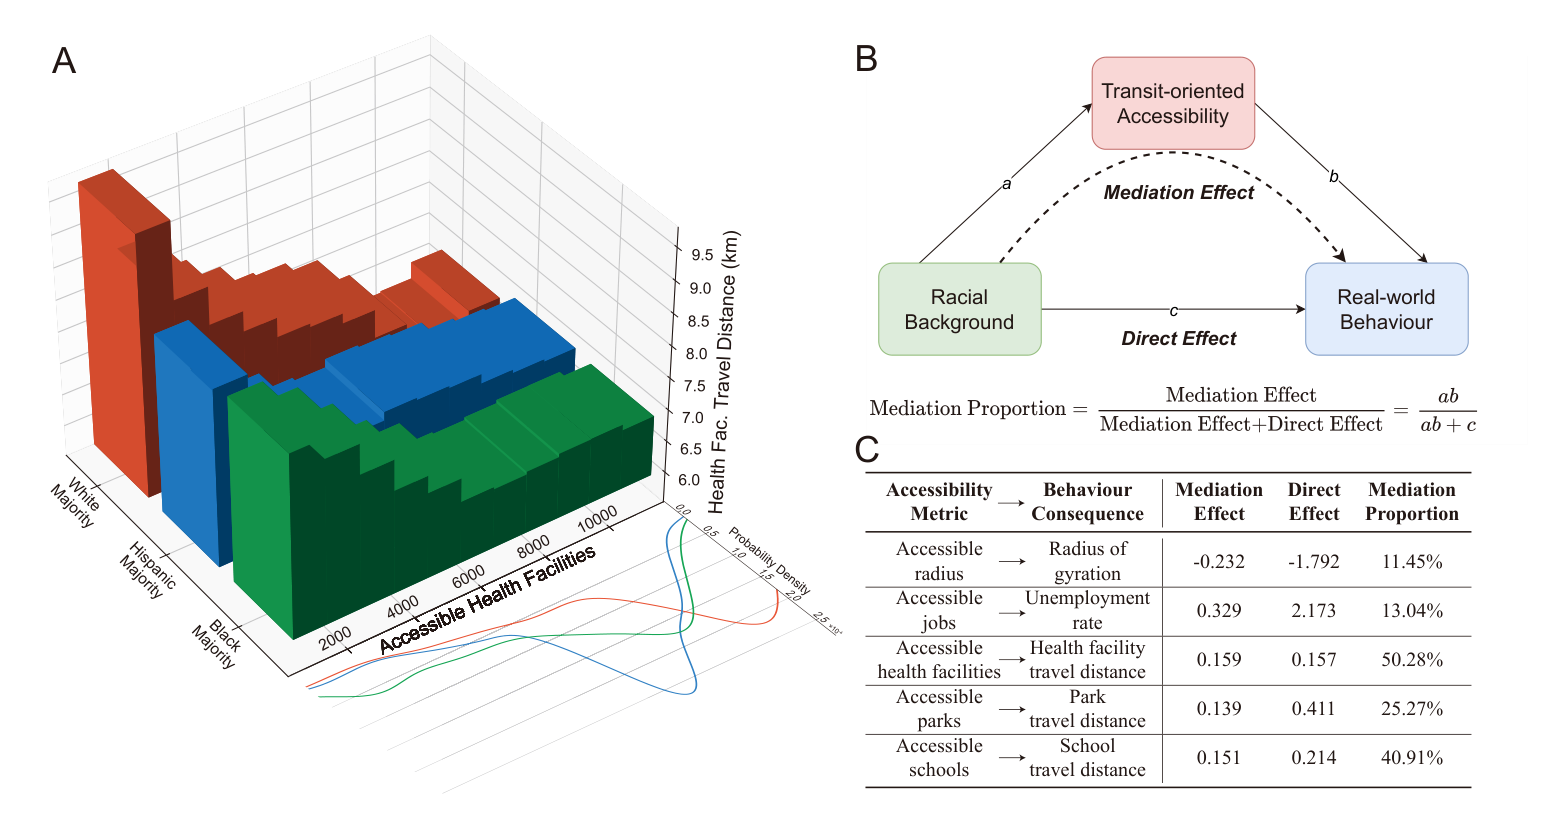 A
9.5
9.0
8.5
8.0
7.5
7.0
6.5
6.0
Health Fac. Travel Distance (km)
White
Majority
Hispanic
Majority
Black
Majority
2000
4000
6000
8000
10000
Accessible Health Facilities
0.0
0.5
1.0
1.5
2.0
2.5
Probability Density
B
Transit-oriented
Accessibility
a
b
Mediation Effect
Racial
Background
c
Direct Effect
Real-world
Behaviour
Mediation Proportion = Mediation Effect / Mediation Effect+Direct Effect = ab / ab + c
C
Accessibility Metric → Behaviour Consequence Mediation Effect Direct Effect Mediation Proportion
Accessible radius → Radius of gyration -0.232 -1.792 11.45%
Accessible jobs → Unemployment rate 0.329 2.173 13.04%
Accessible health facilities → Health facility travel distance 0.159 0.157 50.28%
Accessible parks → Park travel distance 0.139 0.411 25.27%
Accessible schools → School travel distance 0.151 0.214 40.91%